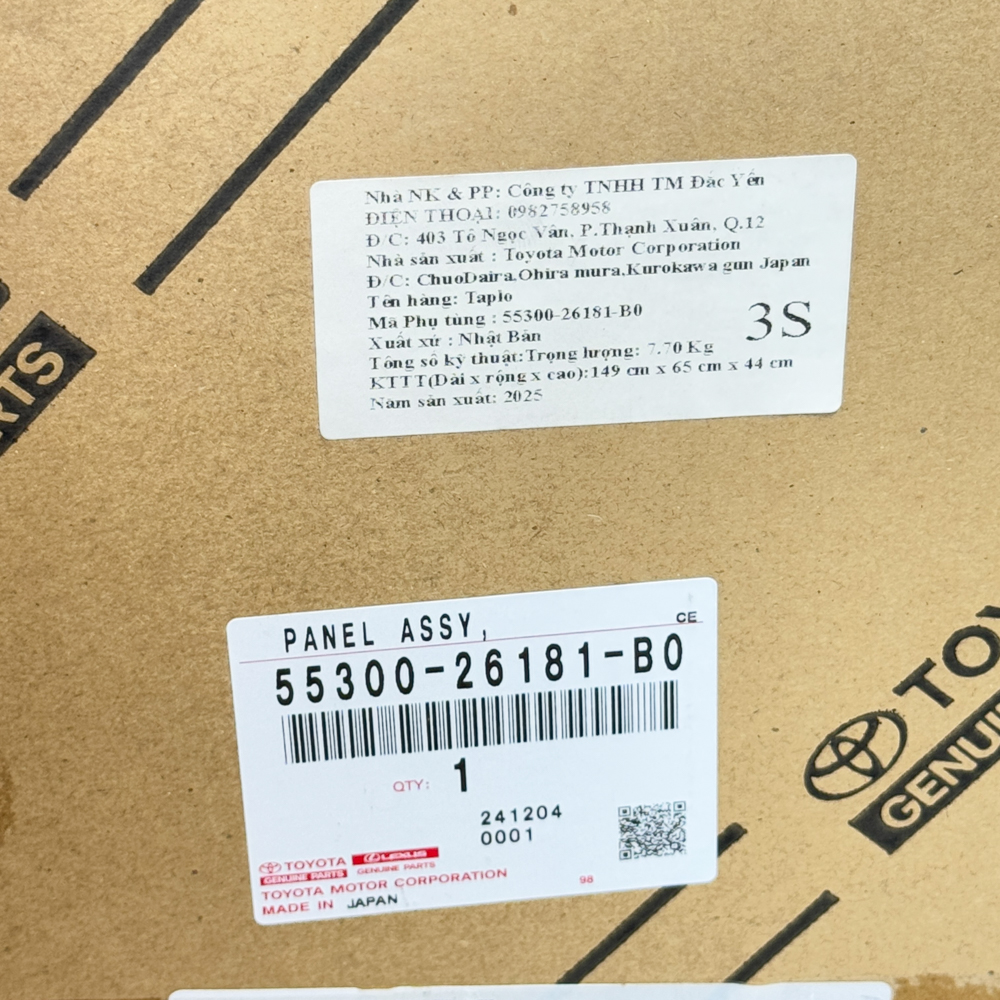 RTS
Nhà NK & PP: Công ty TNHH TM Đắc Yến
ĐIỆN THOẠI: 0982758958
Đ/C: 403 Tô Ngọc Vân, P.Thạnh Xuân, Q.12
Nhà sản xuất : Toyota Motor Corporation
Đ/C: ChuoDaira,Ohira mura,Kurokawa gun Japan
Tên hàng: Taplo
Mã Phụ tùng : 55300-26181-B0
Xuất xứ : Nhật Bản
3S
Tổng số kỹ thuật:Trọng lượng: 7.70 Kg
KTTT(Dài x rộng x cao):149 cm x 65 cm x 44 cm
Năm sản xuất: 2025
PANEL ASSY,
CE
55300-26181-B0
QTY: 1
241204
0001
TOYOTA LEXUS
GENUINE PARTS GENUINE PARTS
TOYOTA MOTOR CORPORATION 98
MADE IN JAPAN
TOY
GENUI